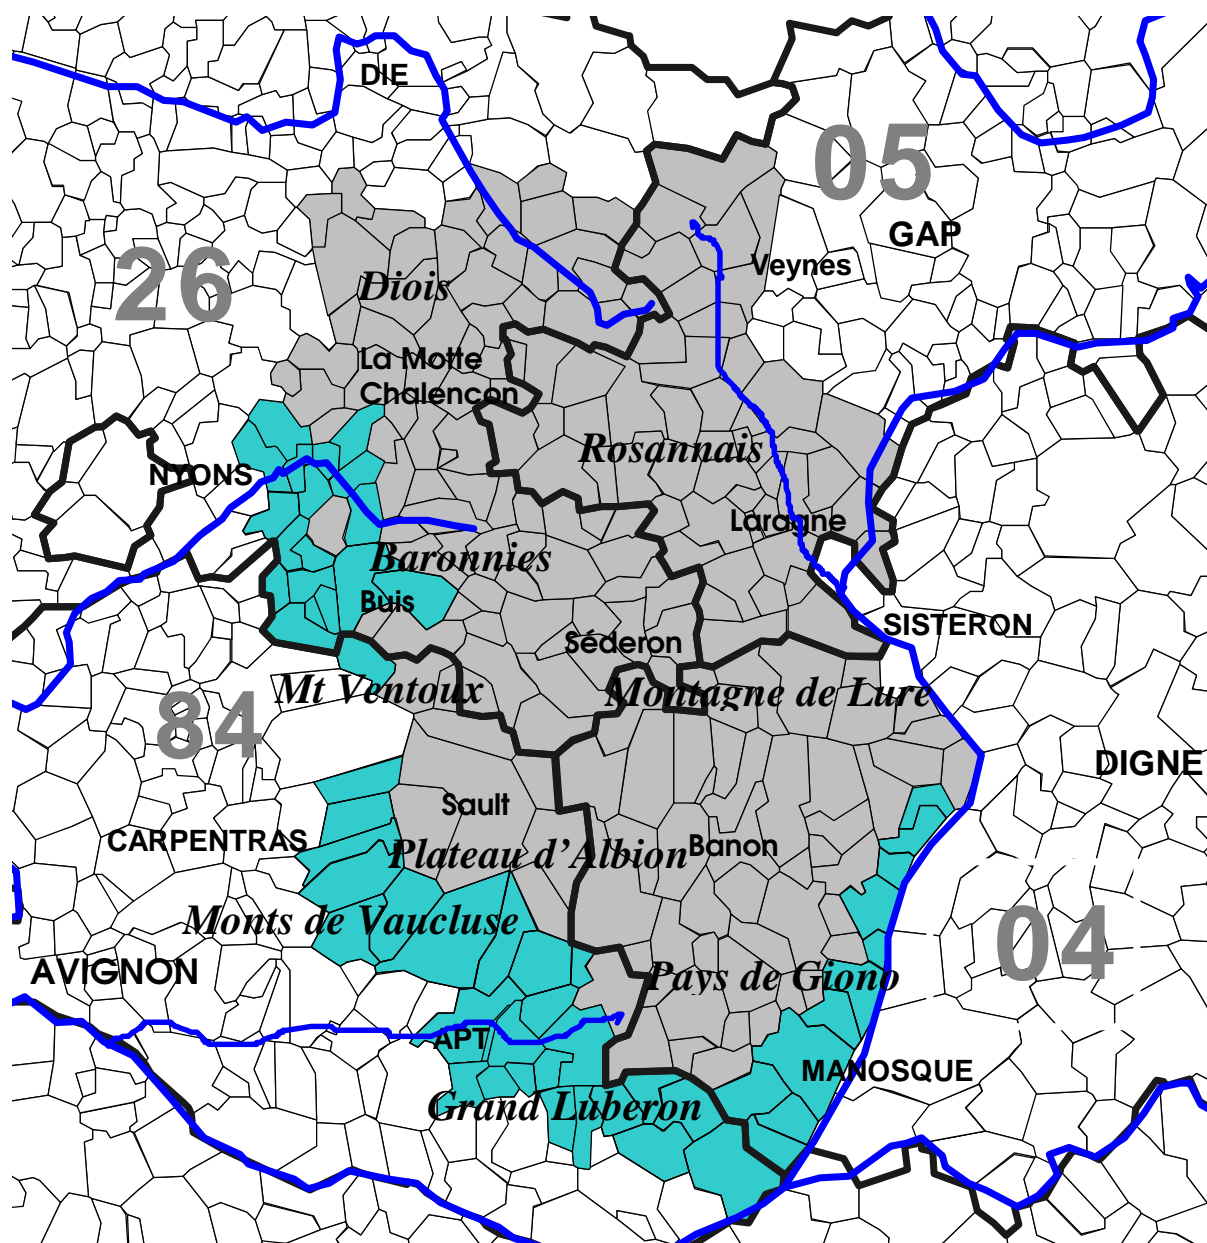 DIE
05
GAP
Veynes
26
Diois
La Motte
Chalencon
Rosannais
NYONS
Laragne
Baronnies
Buis
SISTERON
Séderon
Mt Ventoux
Montagne de Lure
84
DIGNE
Sault
CARPENTRAS
Plateau d'Albion
Banon
Monts de Vaucluse
04
AVIGNON
Pays de Giono
APT
MANOSQUE
Grand Luberon